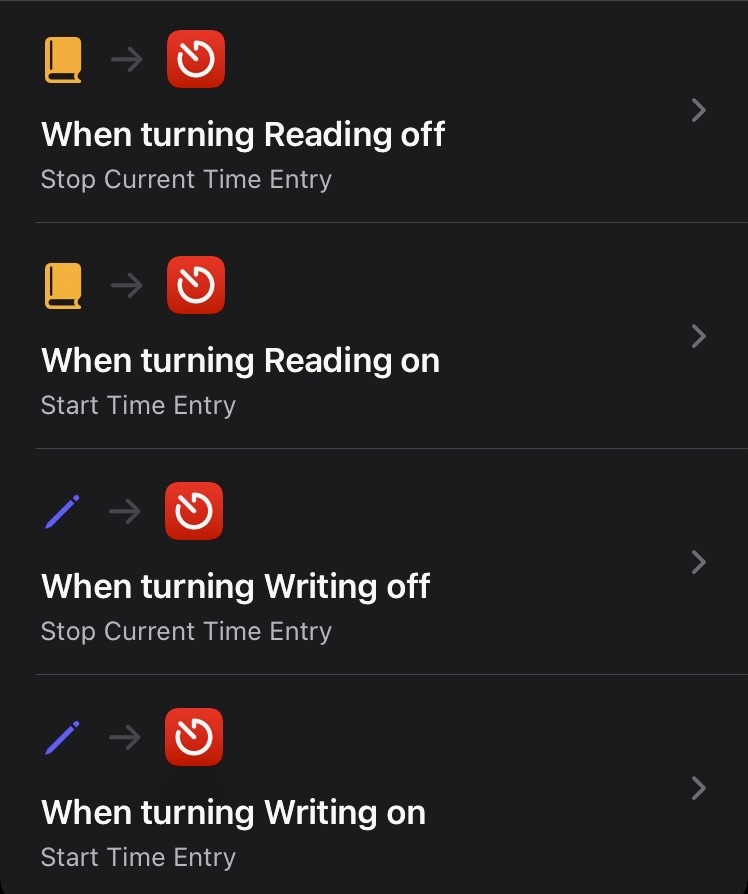 When turning Reading off
Stop Current Time Entry
When turning Reading on
Start Time Entry
When turning Writing off
Stop Current Time Entry
When turning Writing on
Start Time Entry